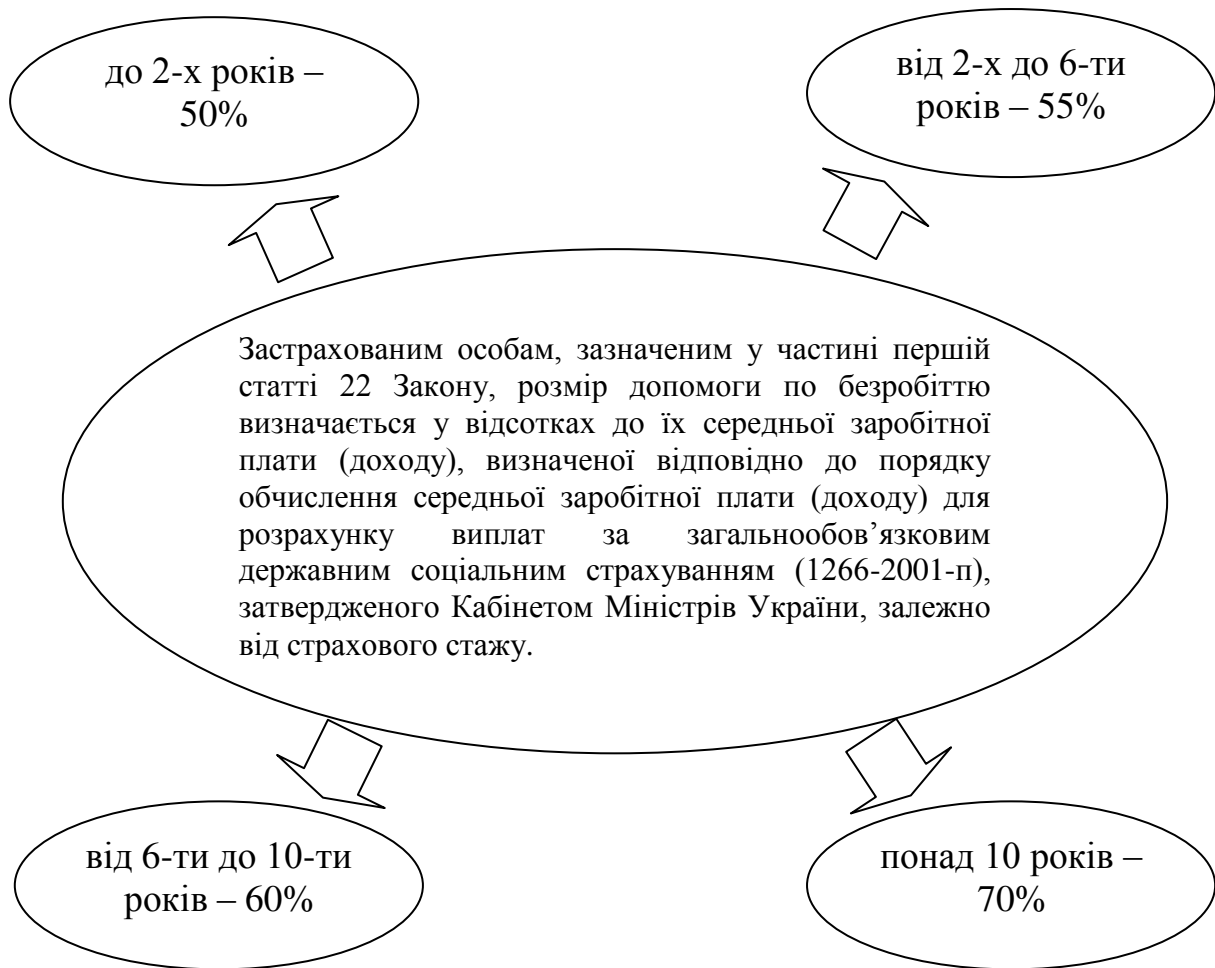 до 2-х років –
50%
від 2-х до 6-ти
років – 55%
Застрахованим особам, зазначеним у частині першій
статті 22 Закону, розмір допомоги по безробіттю
визначається у відсотках до їх середньої заробітної
плати (доходу), визначеної відповідно до порядку
обчислення середньої заробітної плати (доходу) для
розрахунку виплат за загальнообов’язковим
державним соціальним страхуванням (1266-2001-п),
затвердженого Кабінетом Міністрів України, залежно
від страхового стажу.
від 6-ти до 10-ти
років – 60%
понад 10 років –
70%